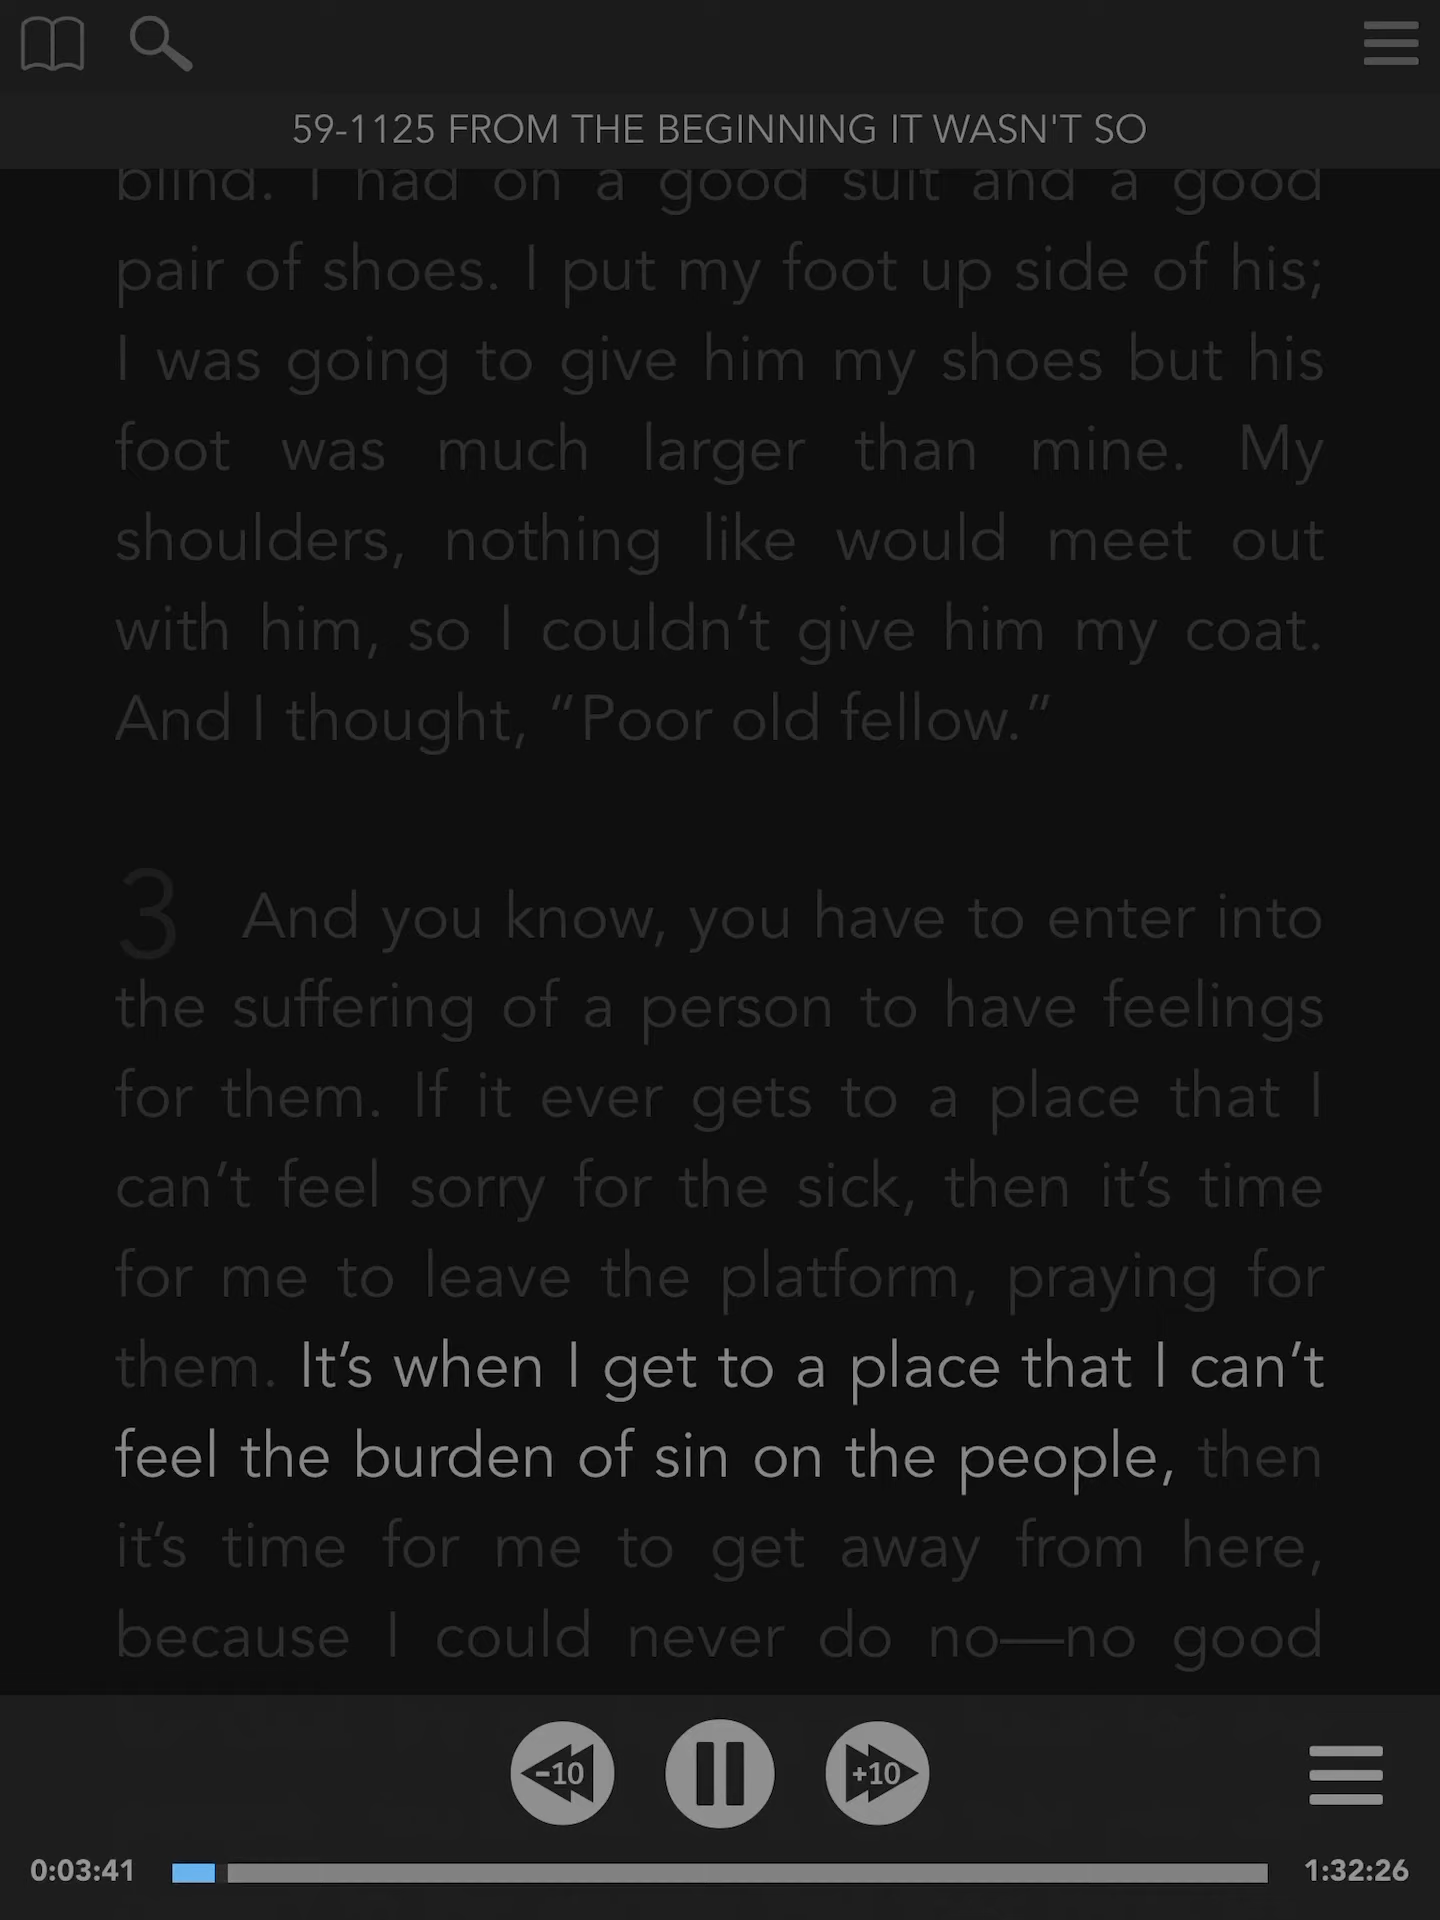 59-1125 FROM THE BEGINNING IT WASN'T SO
blind. I had on a good suit and a good
pair of shoes. I put my foot up side of his;
I was going to give him my shoes but his
foot was much larger than mine. My
shoulders, nothing like would meet out
with him, so I couldn’t give him my coat.
And I thought, “Poor old fellow.”
3 And you know, you have to enter into
the suffering of a person to have feelings
for them. If it ever gets to a place that I
can’t feel sorry for the sick, then it’s time
for me to leave the platform, praying for
them. It’s when I get to a place that I can’t
feel the burden of sin on the people, then
it’s time for me to get away from here,
because I could never do no—no good
-10 +10
0:03:41 1:32:26